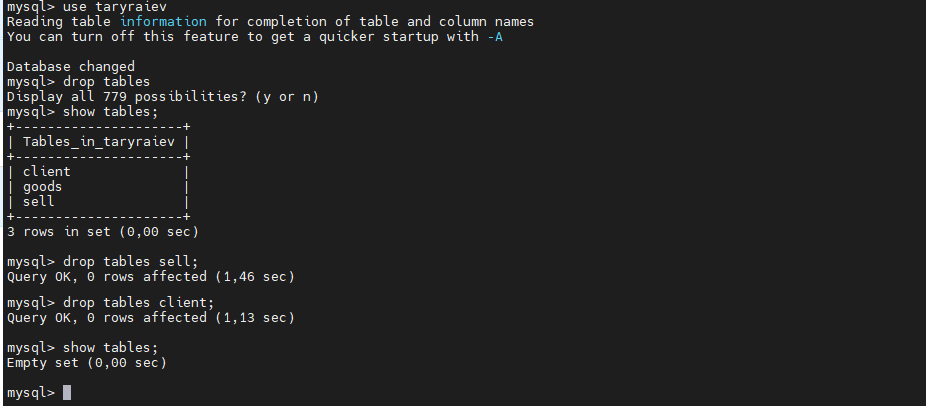 mysql> use taryraiev
Reading table information for completion of table and column names
You can turn off this feature to get a quicker startup with -A
Database changed
mysql> drop tables
Display all 779 possibilities? (y or n)
mysql> show tables;
+---------------------+
| Tables_in_taryraiev |
+---------------------+
| client              |
| goods               |
| sell                |
+---------------------+
3 rows in set (0,00 sec)
mysql> drop tables sell;
Query OK, 0 rows affected (1,46 sec)
mysql> drop tables client;
Query OK, 0 rows affected (1,13 sec)
mysql> show tables;
Empty set (0,00 sec)
mysql>